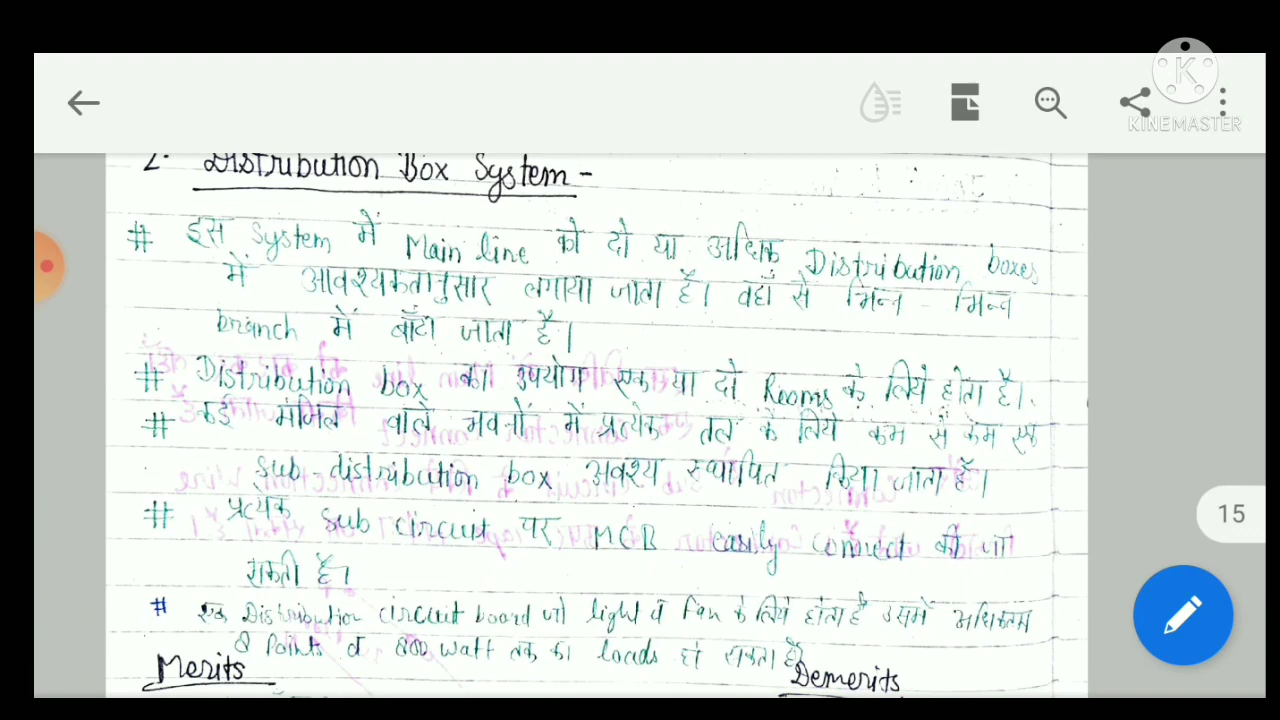 KINEMASTER
2. Distribution Box System -
# इस System में Main line को दो या अधिक Distribution boxes
में आवश्यकतानुसार लगाया जाता है। वहाँ से भिन्न - भिन्न
branch में बाँटा जाता है।
# Distribution box का उपयोग एक या दो Rooms के लिये होता है।
# कई मंजिल वाले भवनों में प्रत्येक तल के लिये कम से कम एक
Sub-distribution box अवश्य स्थापित किया जाता है।
# प्रत्येक Sub circuit पर MCB easily connect की जा
सकती है।
# एक Distribution circuit board जो light व Fan के लिये होता है उसमे अधिकतम
8 Points व 800 watt तक का loads हो सकता है।
Merits
Demerits
15